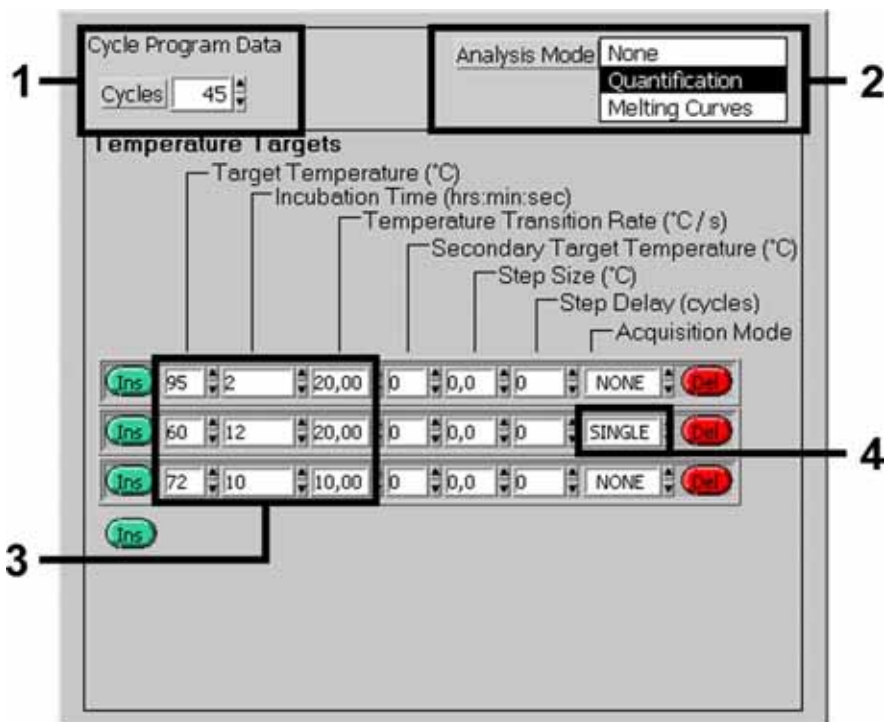 Cycle Program Data
Cycles 45
Analysis Mode None
Quantification
Melting Curves
1
2
Temperature Targets
Target Temperature (°C)
Incubation Time (hrs:min:sec)
Temperature Transition Rate (°C / s)
Secondary Target Temperature (°C)
Step Size (°C)
Step Delay (cycles)
Acquisition Mode
Ins 95 2 20,00 0 0,0 0 NONE Del
Ins 60 12 20,00 0 0,0 0 SINGLE Del
4
Ins 72 10 10,00 0 0,0 0 NONE Del
Ins
3